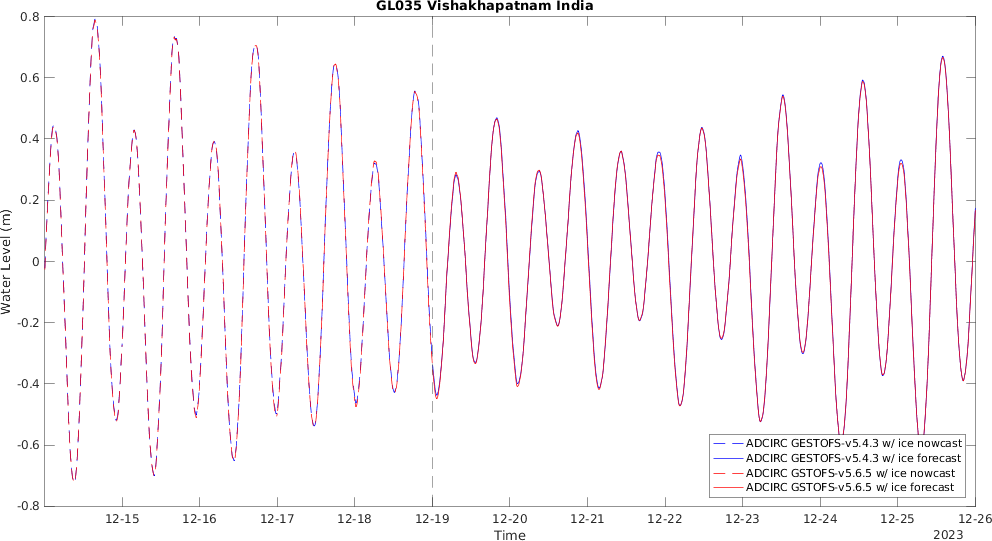 GL035 Vishakhapatnam India
0.8
0.6
0.4
0.2
0
-0.2
-0.4
-0.6
-0.8
Water Level (m)
ADCIRC GESTOFS-v5.4.3 w/ ice nowcast
ADCIRC GESTOFS-v5.4.3 w/ ice forecast
ADCIRC GSTOFS-v5.6.5 w/ ice nowcast
ADCIRC GSTOFS-v5.6.5 w/ ice forecast
12-15 12-16 12-17 12-18 12-19 12-20 12-21 12-22 12-23 12-24 12-25 12-26
Time
2023